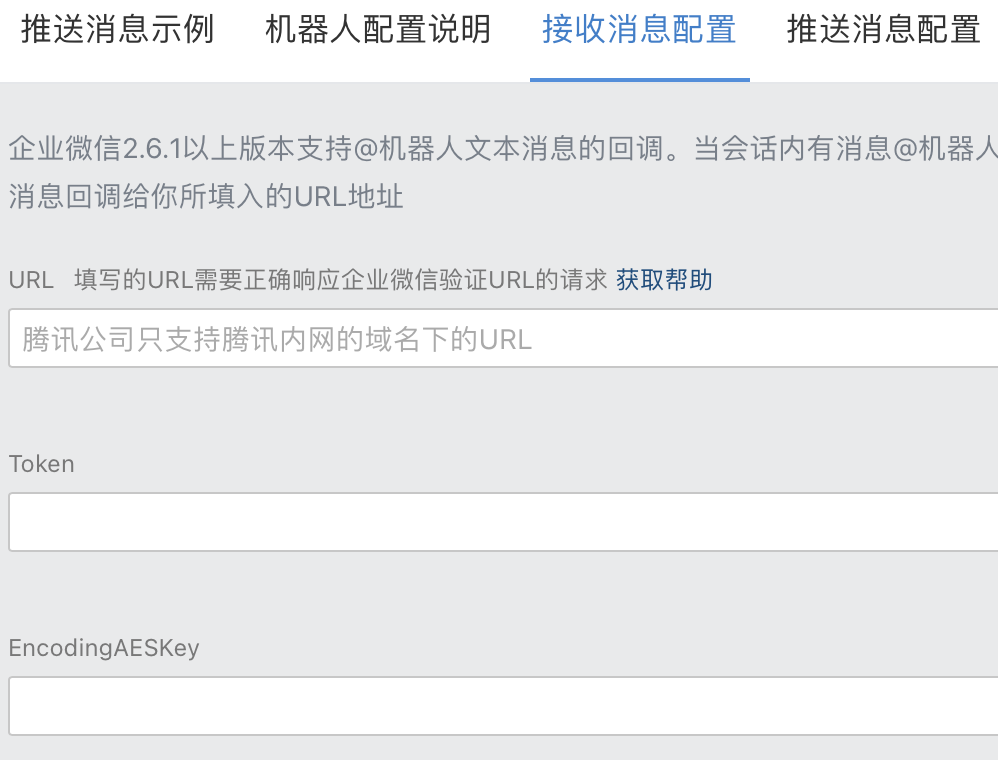 推送消息示例 机器人配置说明 接收消息配置 推送消息配置
企业微信2.6.1以上版本支持@机器人文本消息的回调。当会话内有消息@机器人
消息回调给你所填入的URL地址
URL 填写的URL需要正确响应企业微信验证URL的请求 获取帮助
腾讯公司只支持腾讯内网的域名下的URL
Token
EncodingAESKey